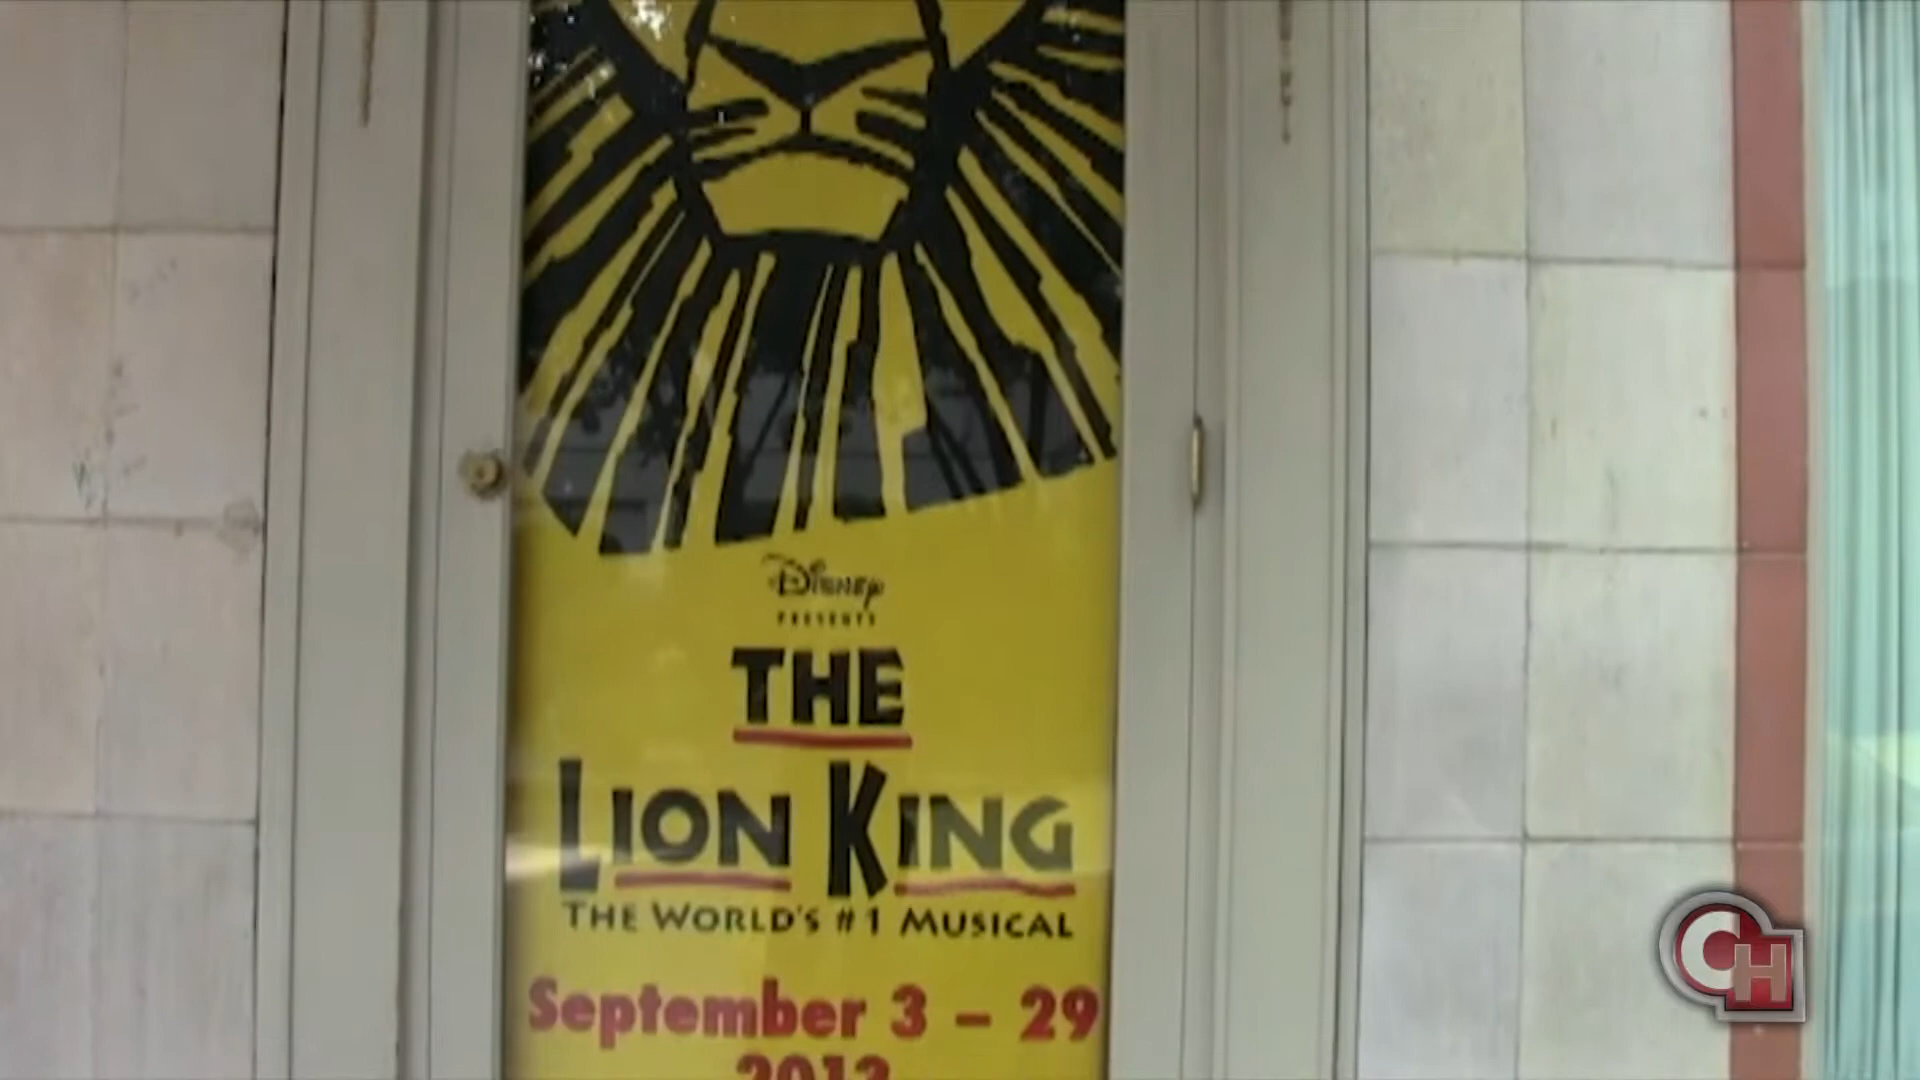 Disney
PRESENTS
THE
LION KING
THE WORLD'S #1 MUSICAL
September 3 – 29
CH